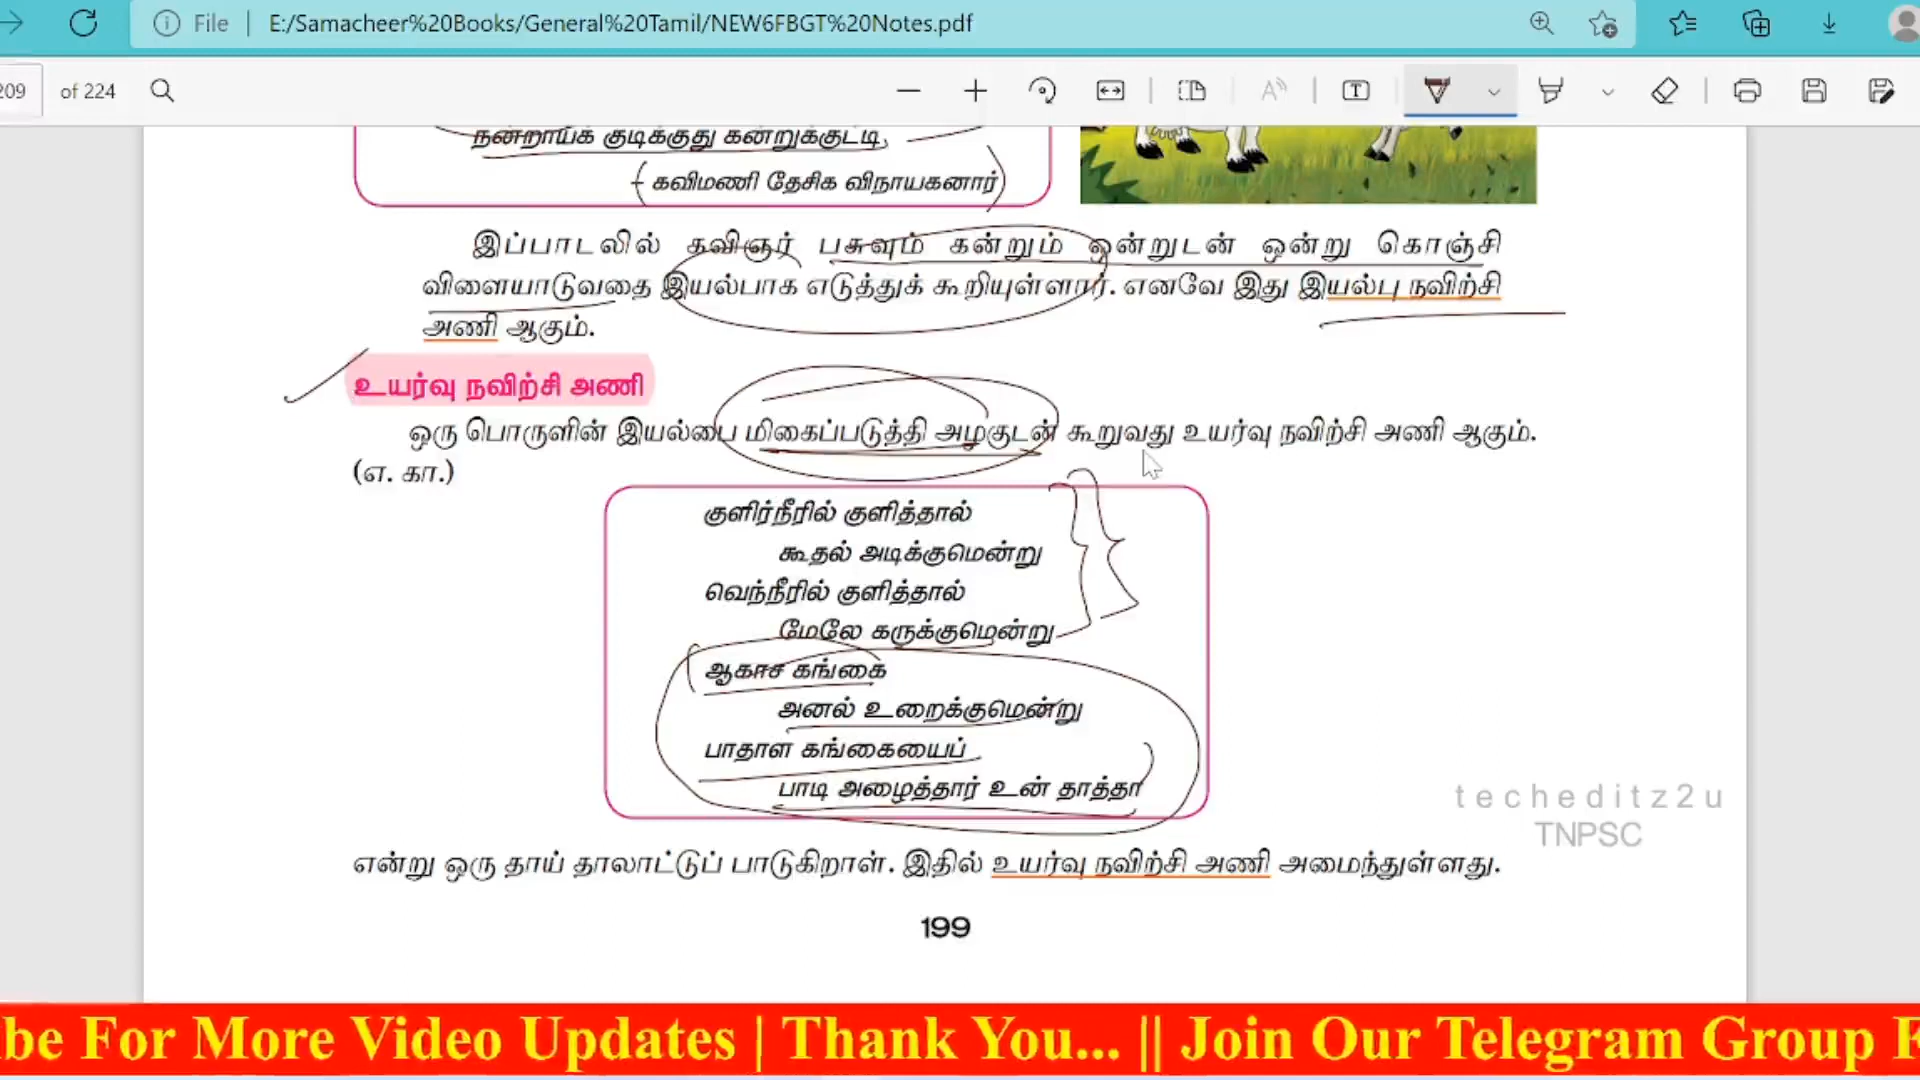 File | E:/Samacheer%20Books/General%20Tamil/NEW6FBGT%20Notes.pdf
209 of 224
நன்றாய்க் குடிக்குது கன்றுக்குட்டி.
- கவிமணி தேசிக விநாயகனார்
இப்பாடலில் கவிஞர் பசுவும் கன்றும் ஒன்றுடன் ஒன்று கொஞ்சி
விளையாடுவதை இயல்பாக எடுத்துக் கூறியுள்ளார். எனவே இது இயல்பு நவிற்சி
அணி ஆகும்.
உயர்வு நவிற்சி அணி
ஒரு பொருளின் இயல்பை மிகைப்படுத்தி அழகுடன் கூறுவது உயர்வு நவிற்சி அணி ஆகும்.
(எ. கா.)
குளிர்நீரில் குளித்தால்
கூதல் அடிக்குமென்று
வெந்நீரில் குளித்தால்
மேலே கருக்குமென்று
ஆகாச கங்கை
அனல் உறைக்குமென்று
பாதாள கங்கையைப்
பாடி அழைத்தார் உன் தாத்தா
techeditz2u
TNPSC
என்று ஒரு தாய் தாலாட்டுப் பாடுகிறாள். இதில் உயர்வு நவிற்சி அணி அமைந்துள்ளது.
199
be For More Video Updates | Thank You... || Join Our Telegram Group F